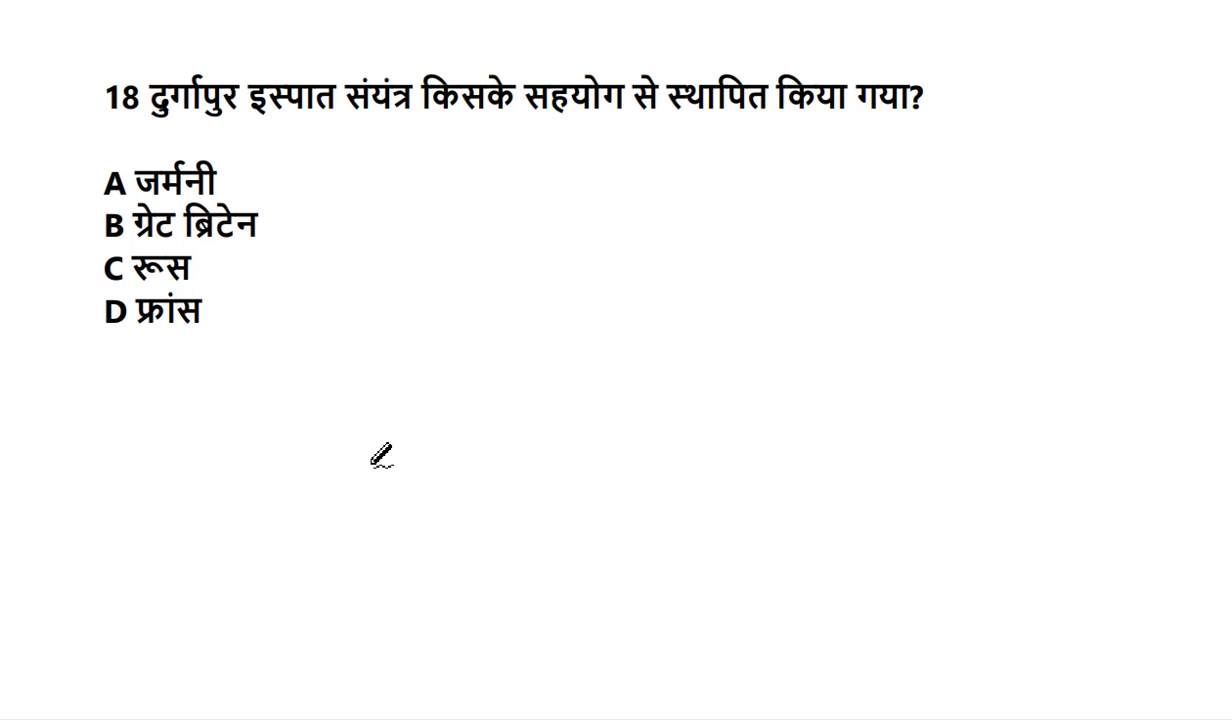 18 दुर्गापुर इस्पात संयंत्र किसके सहयोग से स्थापित किया गया?
A जर्मनी
B ग्रेट ब्रिटेन
C रूस
D फ्रांस